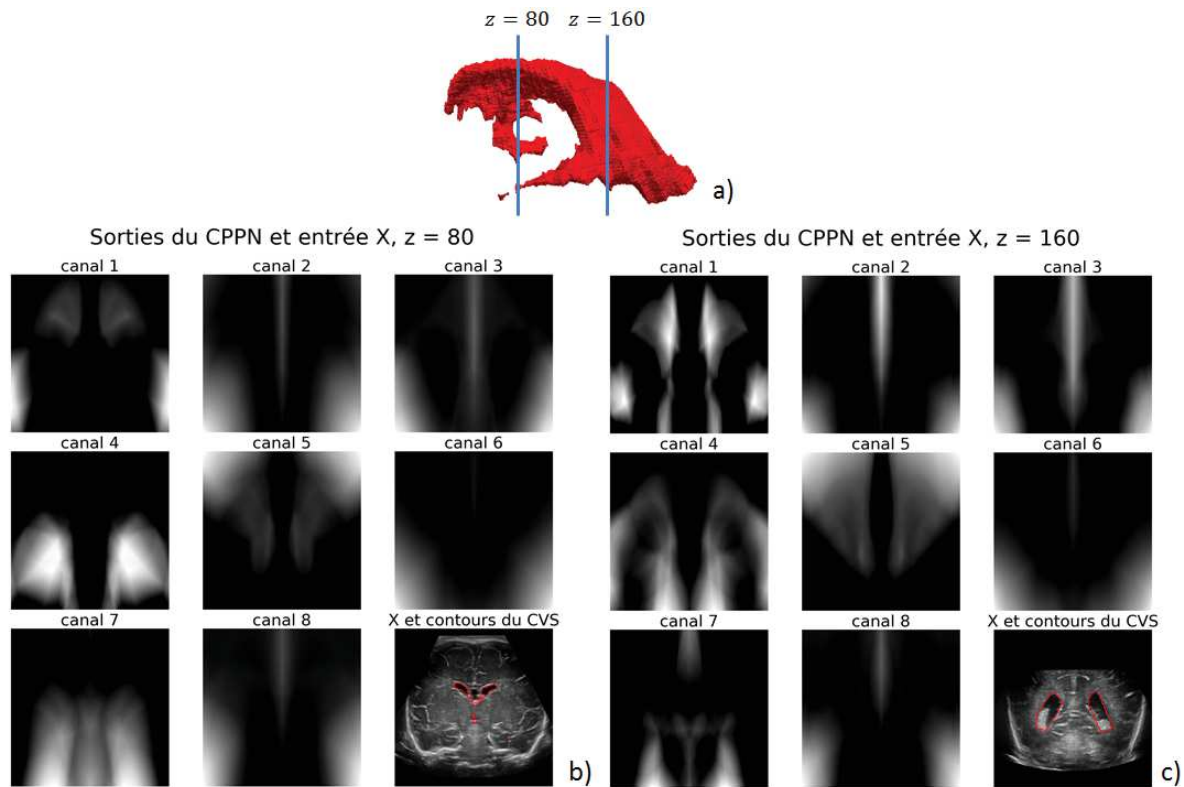 z = 80 z = 160
a)
Sorties du CPPN et entrée X, z = 80
canal 1 canal 2 canal 3
canal 4 canal 5 canal 6
canal 7 canal 8 X et contours du CVS
b)
Sorties du CPPN et entrée X, z = 160
canal 1 canal 2 canal 3
canal 4 canal 5 canal 6
canal 7 canal 8 X et contours du CVS
c)